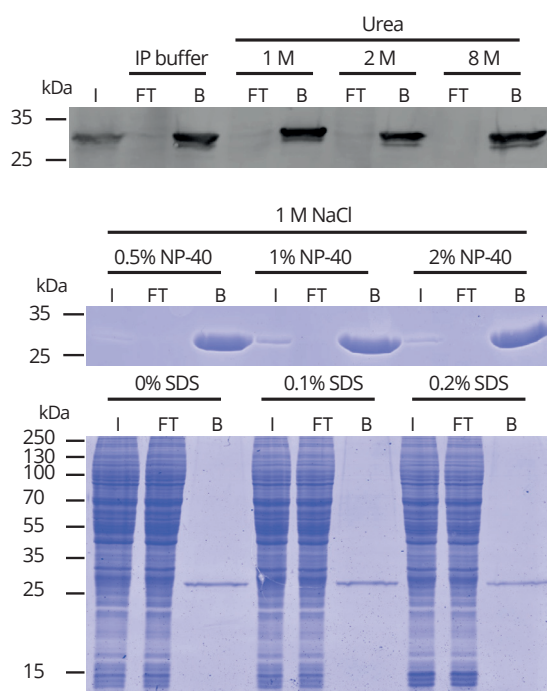 Urea
IP buffer 1 M 2 M 8 M
kDa I FT B FT B FT B FT B
35
25
1 M NaCl
0.5% NP-40 1% NP-40 2% NP-40
kDa I FT B I FT B I FT B
35
25
0% SDS 0.1% SDS 0.2% SDS
kDa I FT B I FT B I FT B
250
130
100
70
55
35
25
15